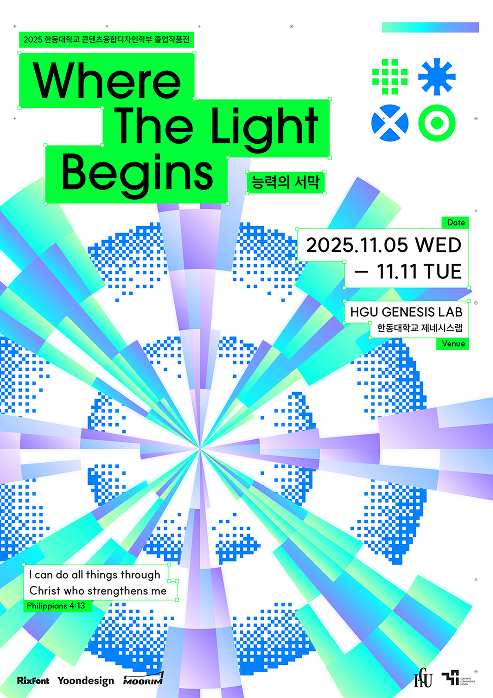 2025 한동대학교 콘텐츠융합디자인학부 졸업작품전
Where
The Light
Begins
능력의 서막
Date
2025.11.05 WED
– 11.11 TUE
HGU GENESIS LAB
한동대학교 제네시스랩
Venue
I can do all things through
Christ who strengthens me
Philippians 4:13
RixFont Yoondesign MOORIM